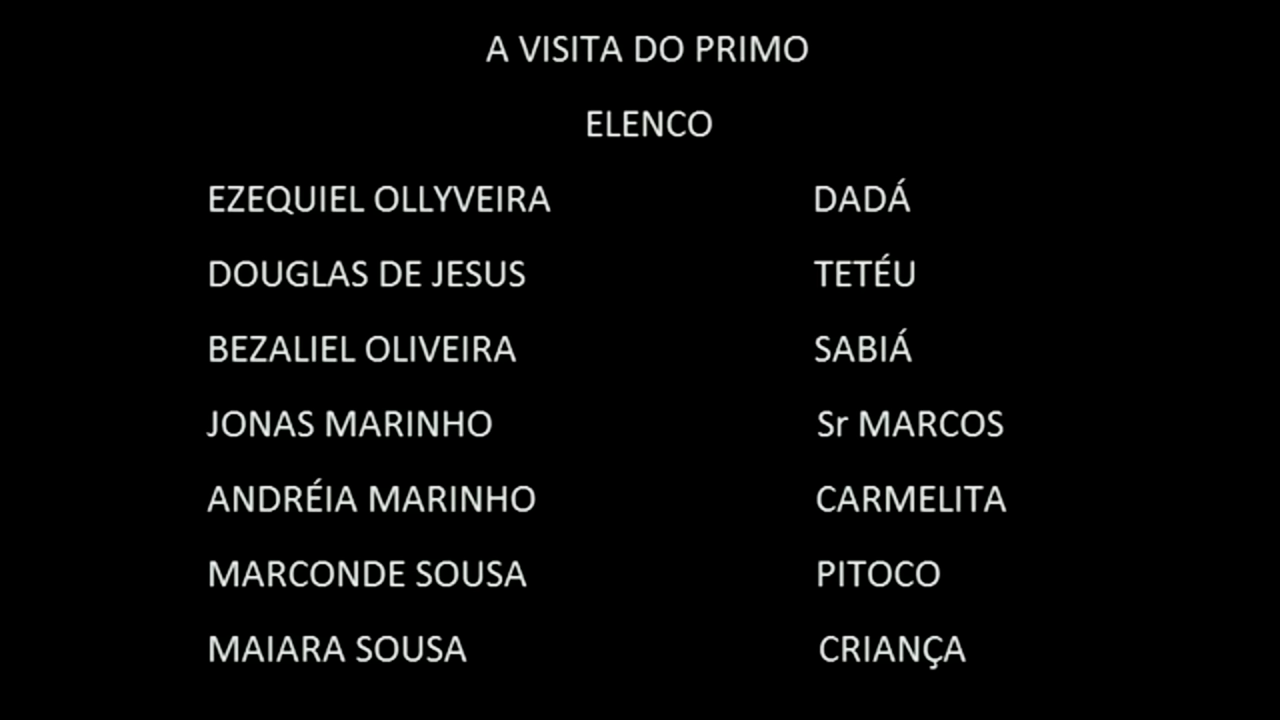 A VISITA DO PRIMO
ELENCO
EZEQUIEL OLLYVEIRA DADÁ
DOUGLAS DE JESUS TETÉU
BEZALIEL OLIVEIRA SABIÁ
JONAS MARINHO Sr MARCOS
ANDRÉIA MARINHO CARMELITA
MARCONDE SOUSA PITOCO
MAIARA SOUSA CRIANÇA